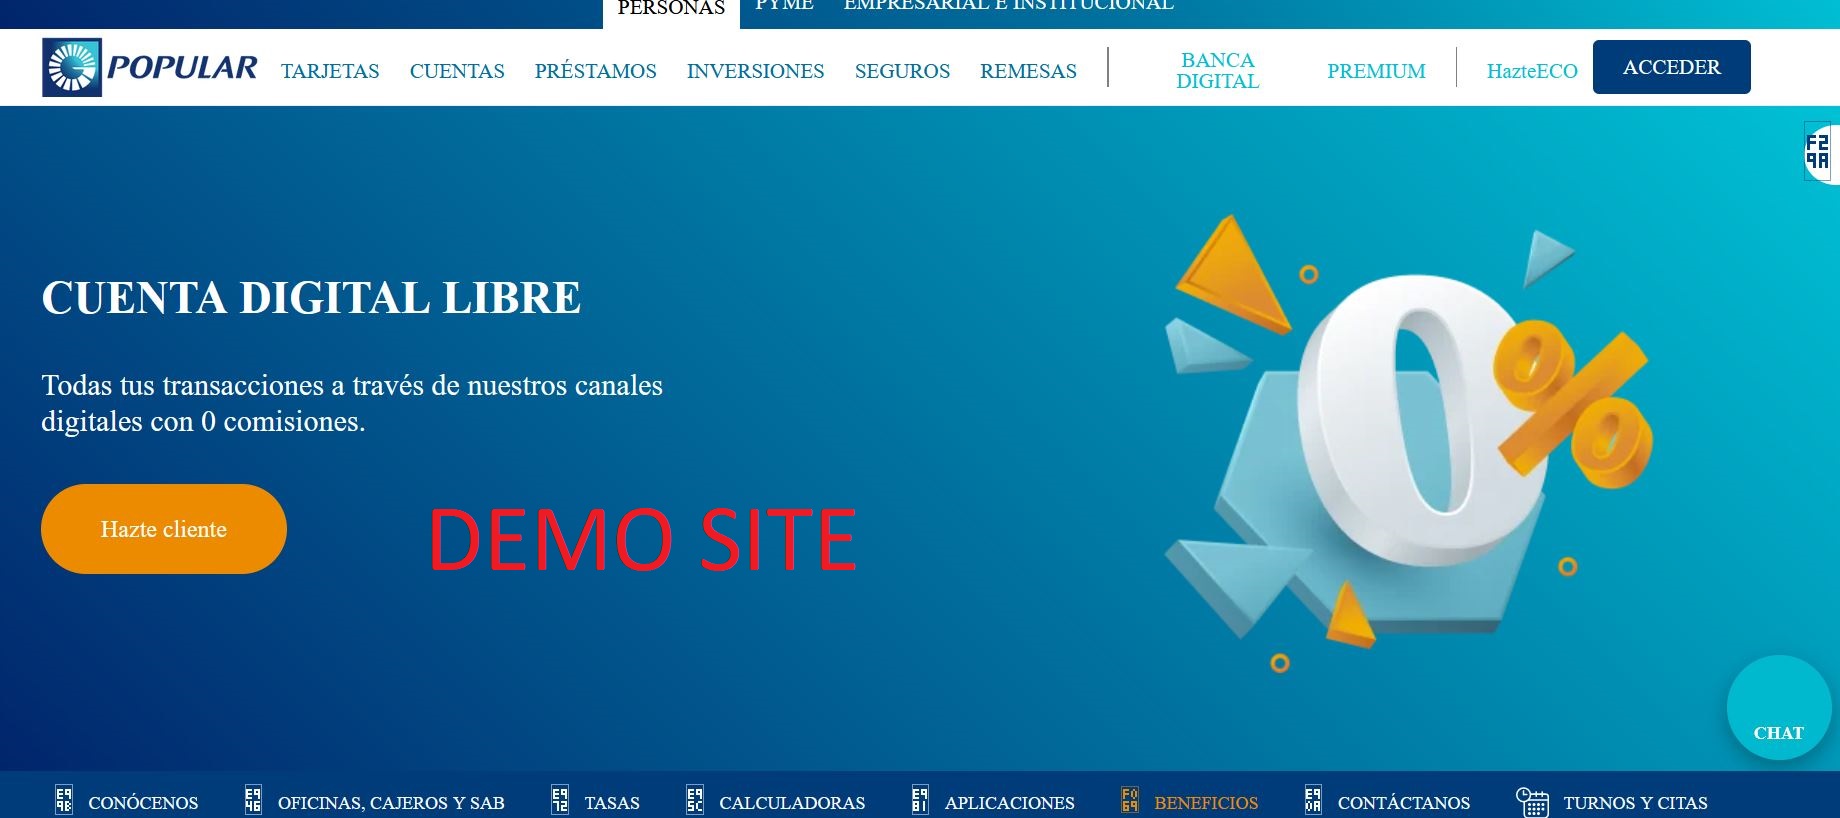 PERSONAS PYME EMPRESARIAL E INSTITUCIONAL
POPULAR TARJETAS CUENTAS PRÉSTAMOS INVERSIONES SEGUROS REMESAS BANCA DIGITAL PREMIUM HazteECO ACCEDER
F29A
CUENTA DIGITAL LIBRE
Todas tus transacciones a través de nuestros canales
digitales con 0 comisiones.
0%
Hazte cliente
DEMO SITE
CHAT
CONÓCENOS OFICINAS, CAJEROS Y SAB TASAS CALCULADORAS APLICACIONES BENEFICIOS CONTÁCTANOS TURNOS Y CITAS